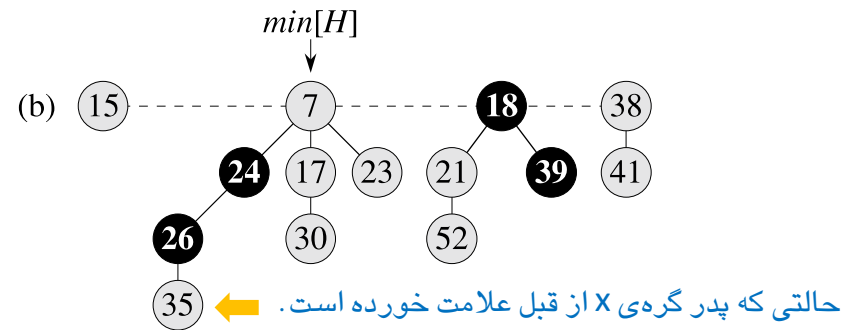 min[H]
(b) 15 7 18 38
24 17 23 21 39 41
26 30 52
35 حالتی که پدر گره‌ی x از قبل علامت خورده است.